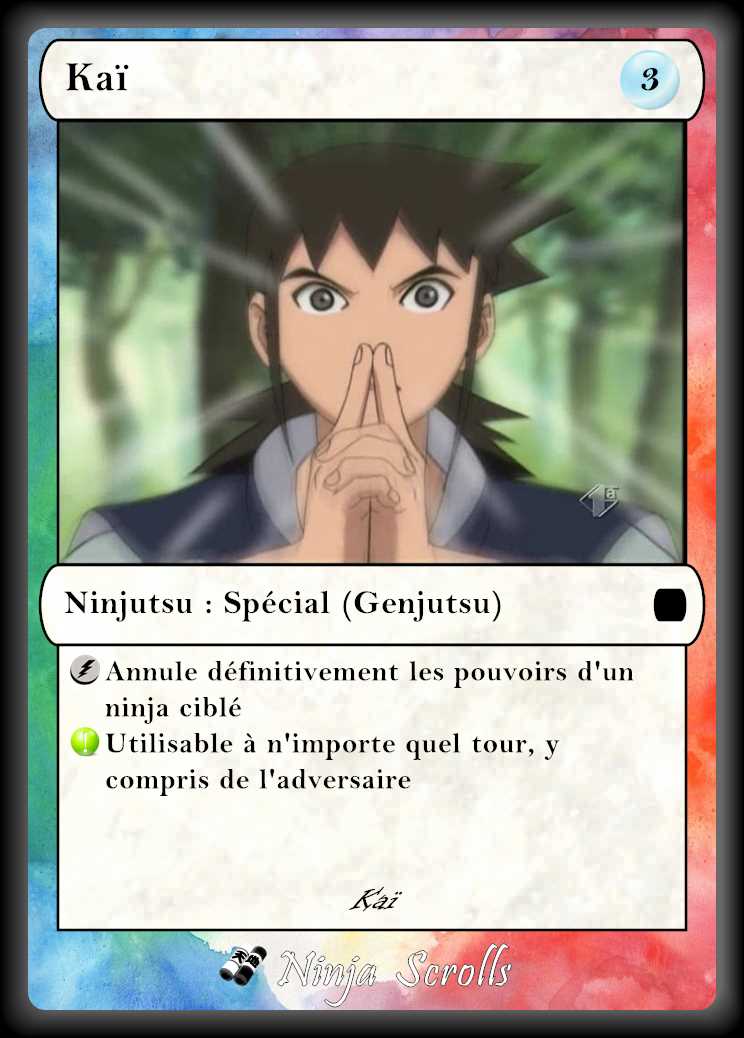 Kaï
3
Ninjutsu : Spécial (Genjutsu)
Annule définitivement les pouvoirs d'un
ninja ciblé
Utilisable à n'importe quel tour, y
compris de l'adversaire
Kaï
Ninja Scrolls